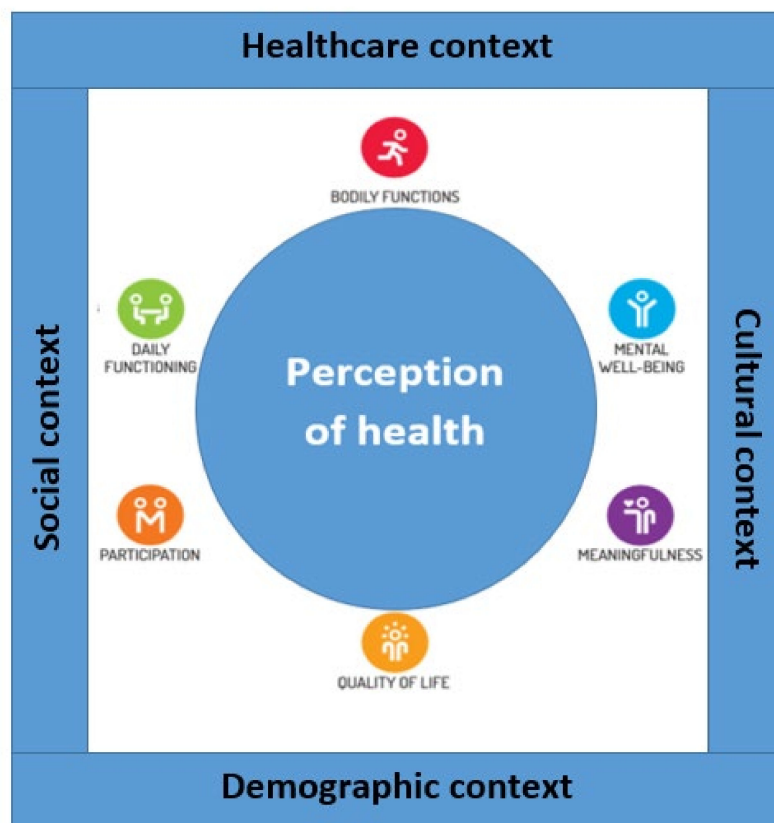 Healthcare context
BODILY FUNCTIONS
DAILY
FUNCTIONING
MENTAL
WELL-BEING
Perception
of health
Social context
Cultural context
PARTICIPATION
MEANINGFULNESS
QUALITY OF LIFE
Demographic context